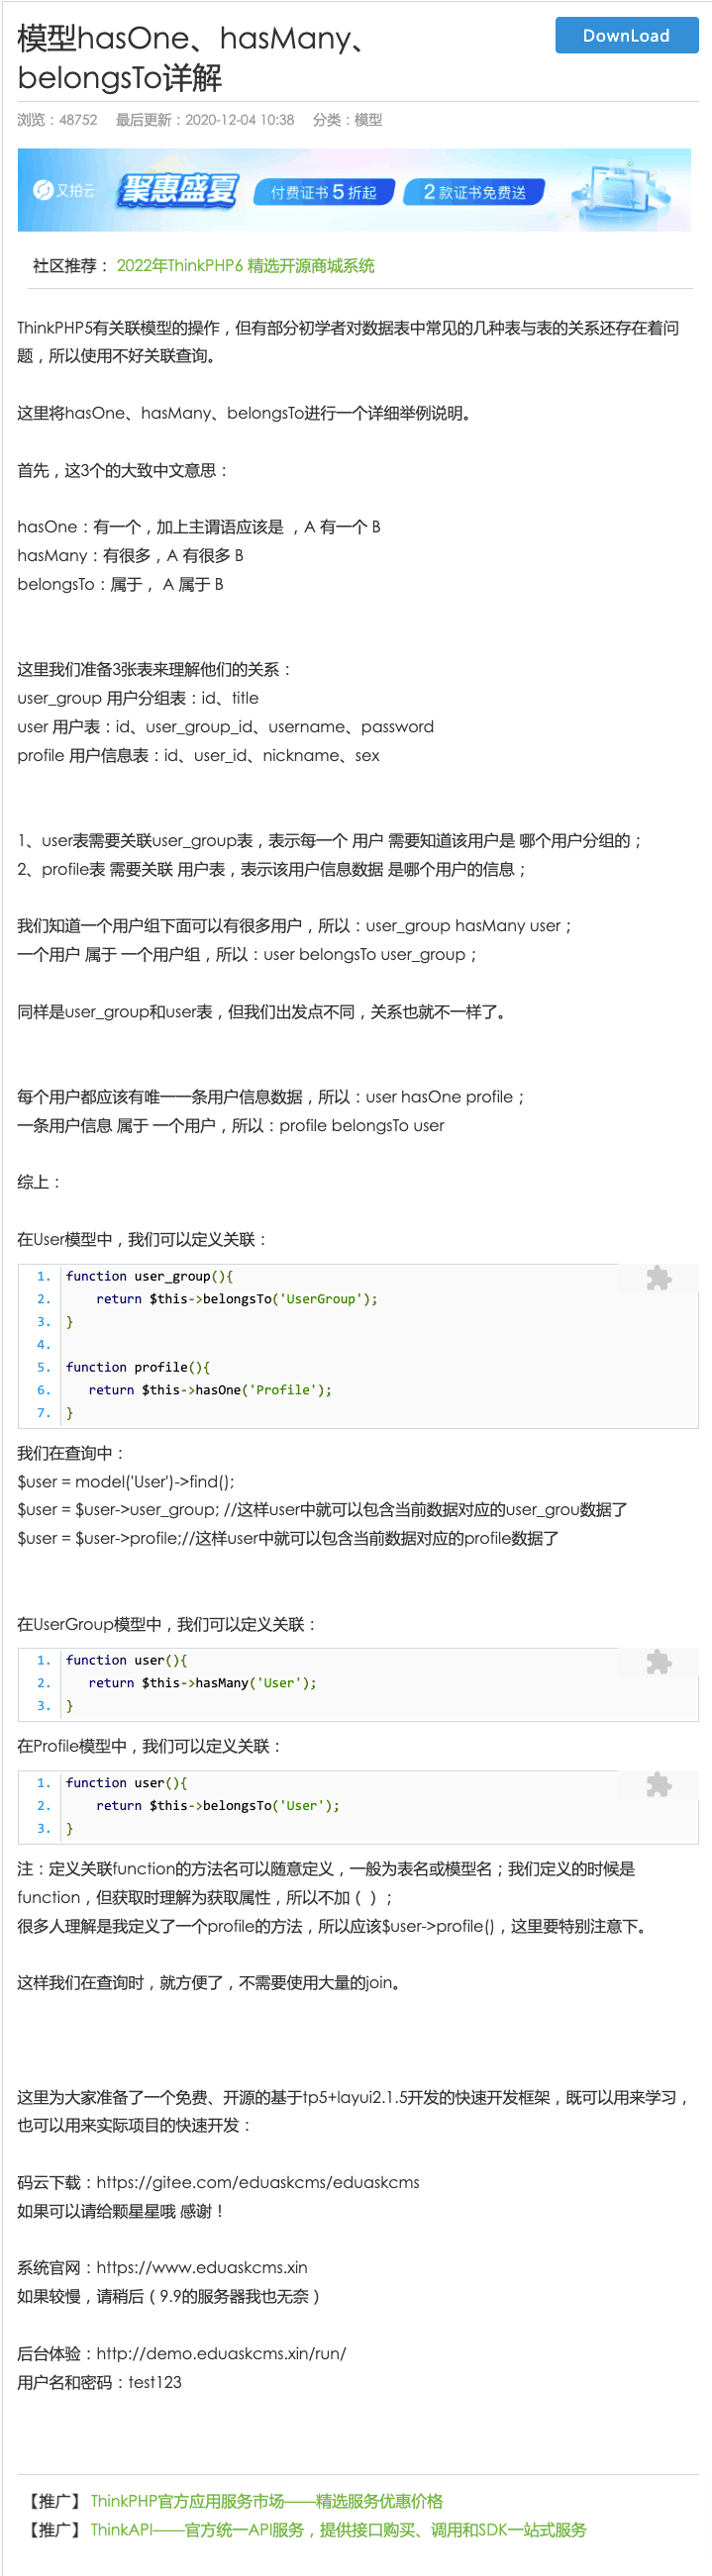 模型hasOne、hasMany、
belongsTo详解
DownLoad
浏览：48752 最后更新：2020-12-04 10:38 分类：模型
又拍云 聚惠盛夏 付费证书 5 折起 2 款证书免费送 SSL
社区推荐： 2022年ThinkPHP6 精选开源商城系统
ThinkPHP5有关联模型的操作，但有部分初学者对数据表中常见的几种表与表的关系还存在着问
题，所以使用不好关联查询。
这里将hasOne、hasMany、belongsTo进行一个详细举例说明。
首先，这3个的大致中文意思：
hasOne：有一个，加上主谓语应该是 ，A 有一个 B
hasMany：有很多，A 有很多 B
belongsTo：属于， A 属于 B
这里我们准备3张表来理解他们的关系：
user_group 用户分组表：id、title
user 用户表：id、user_group_id、username、password
profile 用户信息表：id、user_id、nickname、sex
1、user表需要关联user_group表，表示每一个 用户 需要知道该用户是 哪个用户分组的；
2、profile表 需要关联 用户表，表示该用户信息数据 是哪个用户的信息；
我们知道一个用户组下面可以有很多用户，所以：user_group hasMany user；
一个用户 属于 一个用户组，所以：user belongsTo user_group；
同样是user_group和user表，但我们出发点不同，关系也就不一样了。
每个用户都应该有唯一一条用户信息数据，所以：user hasOne profile；
一条用户信息 属于 一个用户，所以：profile belongsTo user
综上：
在User模型中，我们可以定义关联：
1. function user_group(){
2.     return $this->belongsTo('UserGroup');
3. }
4.
5. function profile(){
6.    return $this->hasOne('Profile');
7. }
我们在查询中：
$user = model('User')->find();
$user = $user->user_group; //这样user中就可以包含当前数据对应的user_grou数据了
$user = $user->profile;//这样user中就可以包含当前数据对应的profile数据了
在UserGroup模型中，我们可以定义关联：
1. function user(){
2.    return $this->hasMany('User');
3. }
在Profile模型中，我们可以定义关联：
1. function user(){
2.     return $this->belongsTo('User');
3. }
注：定义关联function的方法名可以随意定义，一般为表名或模型名；我们定义的时候是
function，但获取时理解为获取属性，所以不加（ ）；
很多人理解是我定义了一个profile的方法，所以应该$user->profile()，这里要特别注意下。
这样我们在查询时，就方便了，不需要使用大量的join。
这里为大家准备了一个免费、开源的基于tp5+layui2.1.5开发的快速开发框架，既可以用来学习，
也可以用来实际项目的快速开发：
码云下载：https://gitee.com/eduaskcms/eduaskcms
如果可以请给颗星星哦 感谢！
系统官网：https://www.eduaskcms.xin
如果较慢，请稍后（9.9的服务器我也无奈）
后台体验：http://demo.eduaskcms.xin/run/
用户名和密码：test123
【推广】 ThinkPHP官方应用服务市场——精选服务优惠价格
【推广】 ThinkAPI——官方统一API服务，提供接口购买、调用和SDK一站式服务